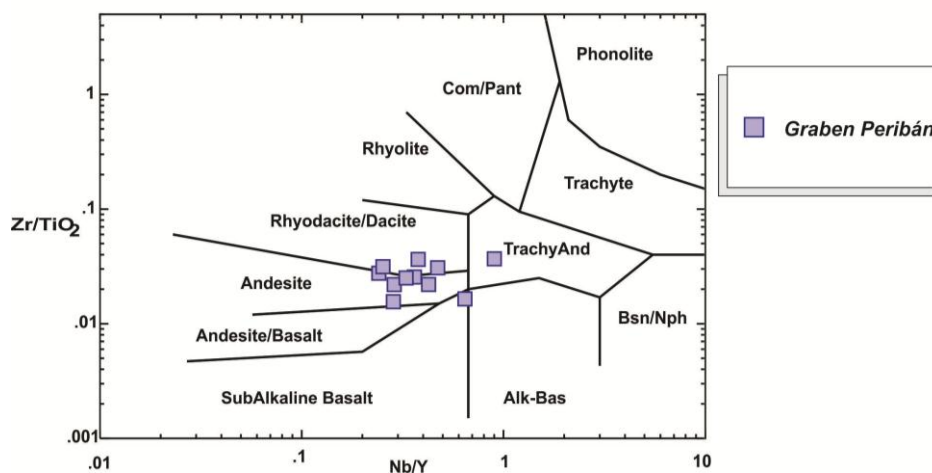 Phonolite
1
Com/Pant
Graben Peribán
Rhyolite
Trachyte
.1
Zr/TiO2
Rhyodacite/Dacite
TrachyAnd
Andesite
.01
Bsn/Nph
Andesite/Basalt
SubAlkaline Basalt
Alk-Bas
.001
.01
.1
1
10
Nb/Y